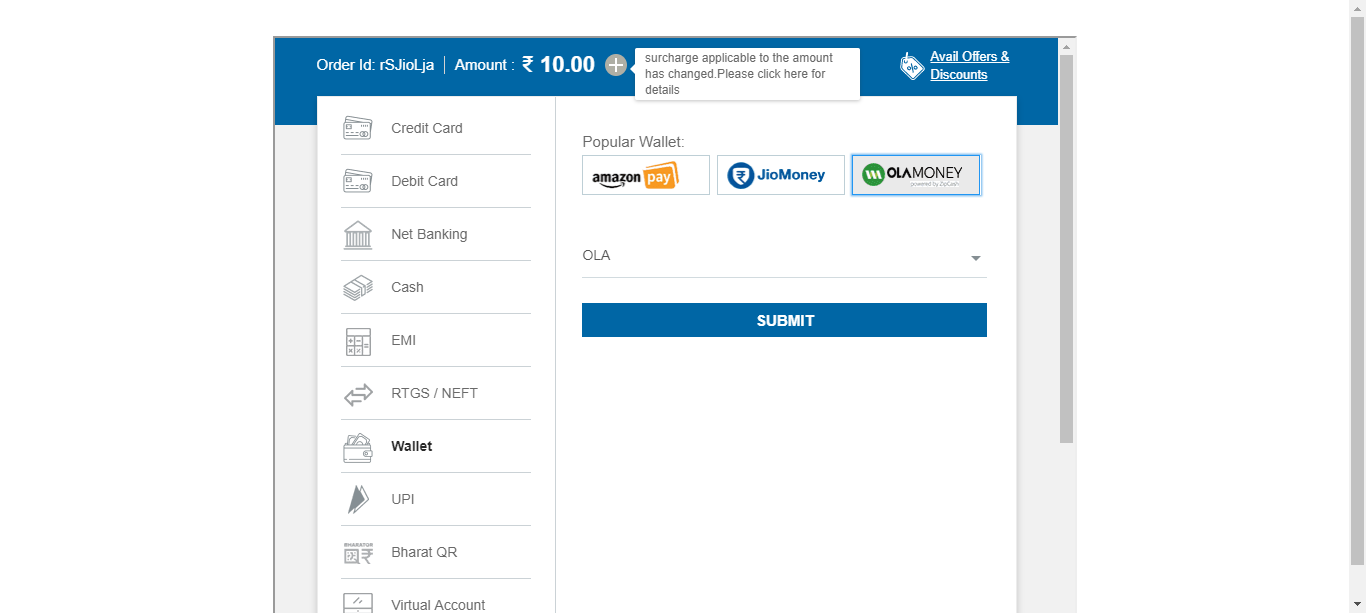 Order Id: rSJioLja Amount : ₹ 10.00
surcharge applicable to the amount
has changed.Please click here for
details
Avail Offers &
Discounts
Credit Card
Debit Card
Net Banking
Cash
EMI
RTGS / NEFT
Wallet
UPI
BHARATQR
Bharat QR
Virtual Account
Popular Wallet:
amazon pay
JioMoney
OLAMONEY
powered by ZipCash
OLA
SUBMIT